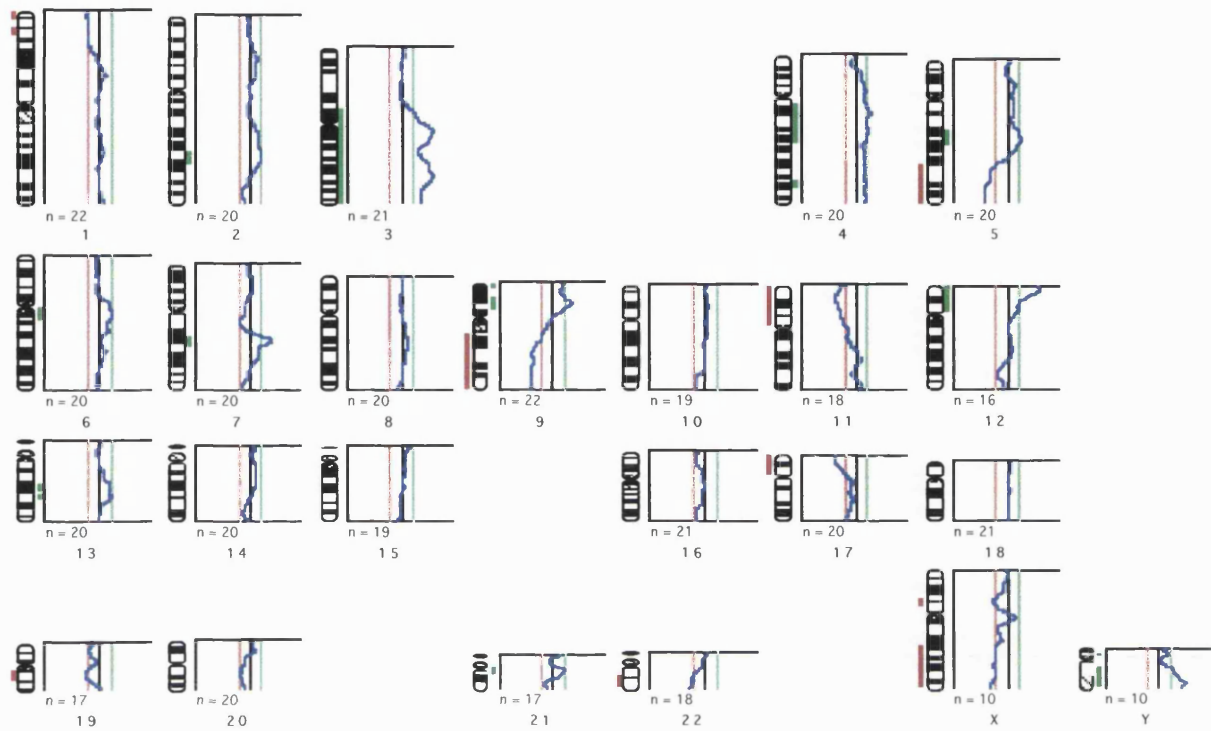 n = 22
1
n = 20
2
n = 21
3
n = 20
4
n = 20
5
n = 20
6
n = 20
7
n = 20
8
n = 22
9
n = 19
10
n = 18
11
n = 16
12
n = 20
13
n = 20
14
n = 19
15
n = 21
16
n = 20
17
n = 21
18
n = 17
19
n = 20
20
n = 17
21
n = 18
22
n = 10
X
n = 10
Y